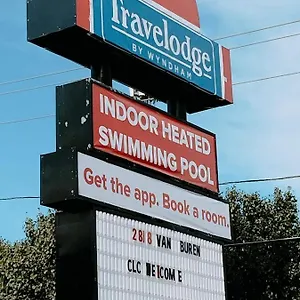 Travelodge
BY WYNDHAM
INDOOR HEATED
SWIMMING POOL
Get the app. Book a room.
2818 VAN BUREN
CLC WELCOME